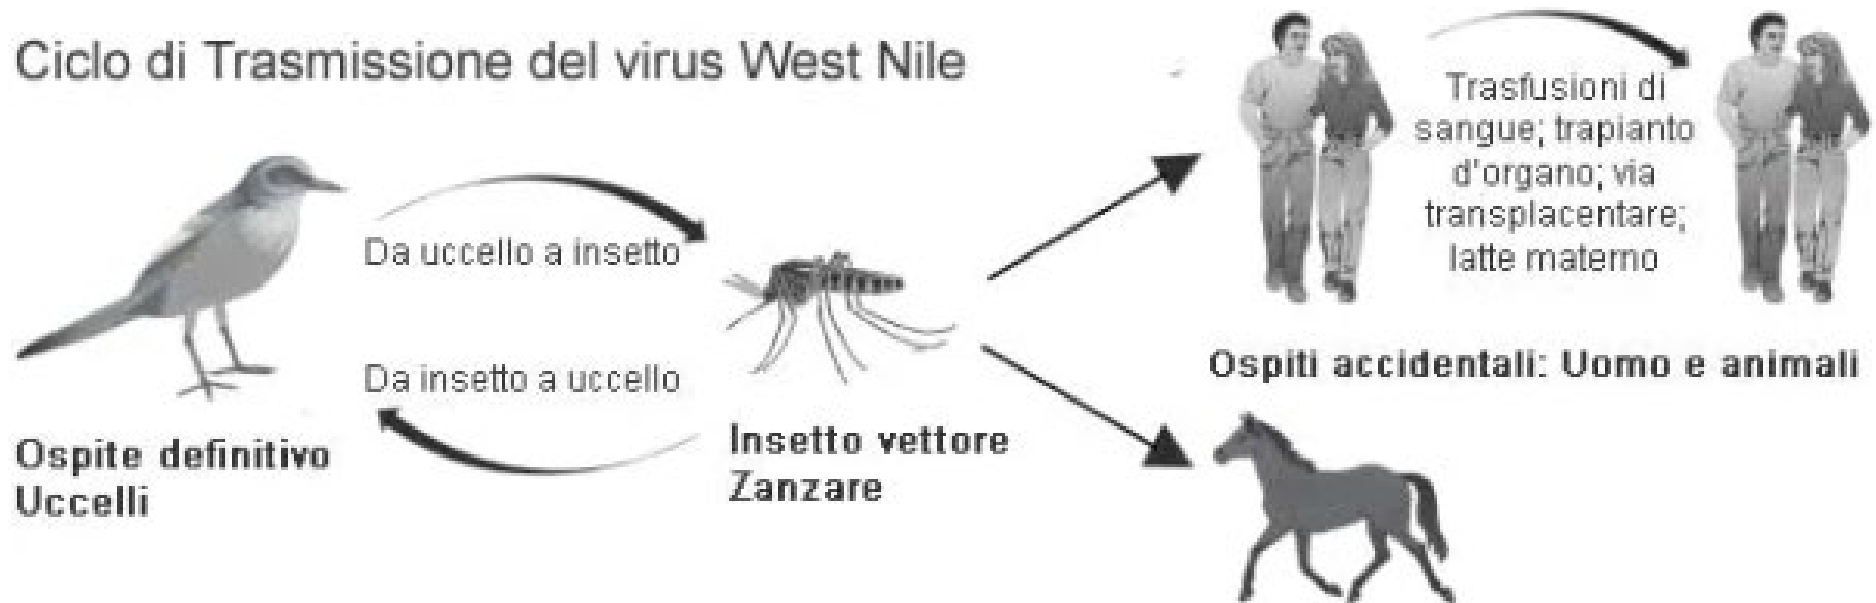 Ciclo di Trasmissione del virus West Nile
Da uccello a insetto
Da insetto a uccello
Ospite definitivo
Uccelli
Insetto vettore
Zanzare
Trasfusioni di
sangue; trapianto
d'organo; via
transplacentare;
latte materno
Ospiti accidentali: Uomo e animali